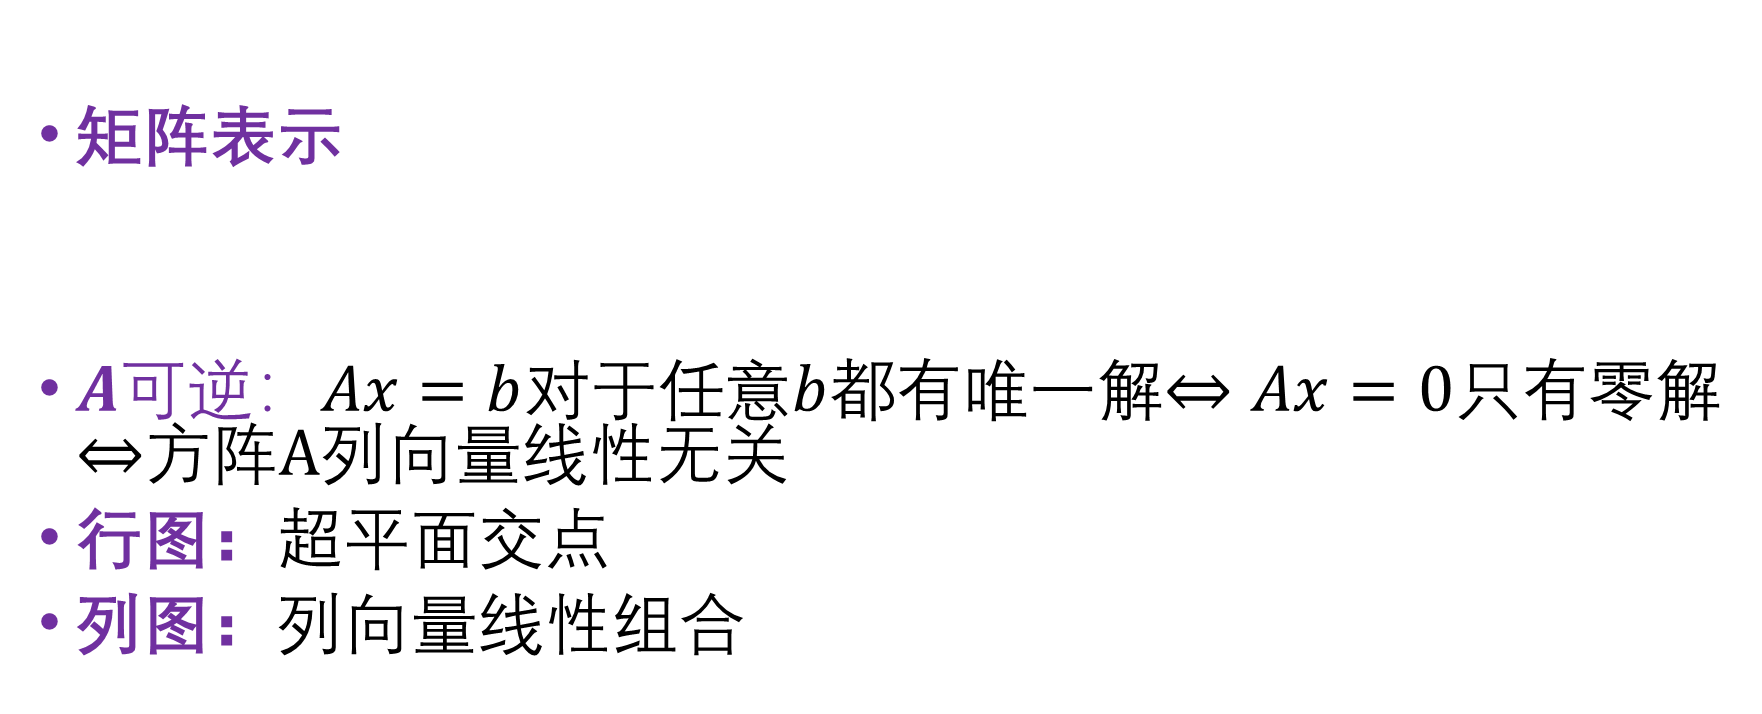 • 矩阵表示
• A可逆： Ax = b对于任意b都有唯一解⇔ Ax = 0只有零解
⇔方阵A列向量线性无关
• 行图：超平面交点
• 列图：列向量线性组合